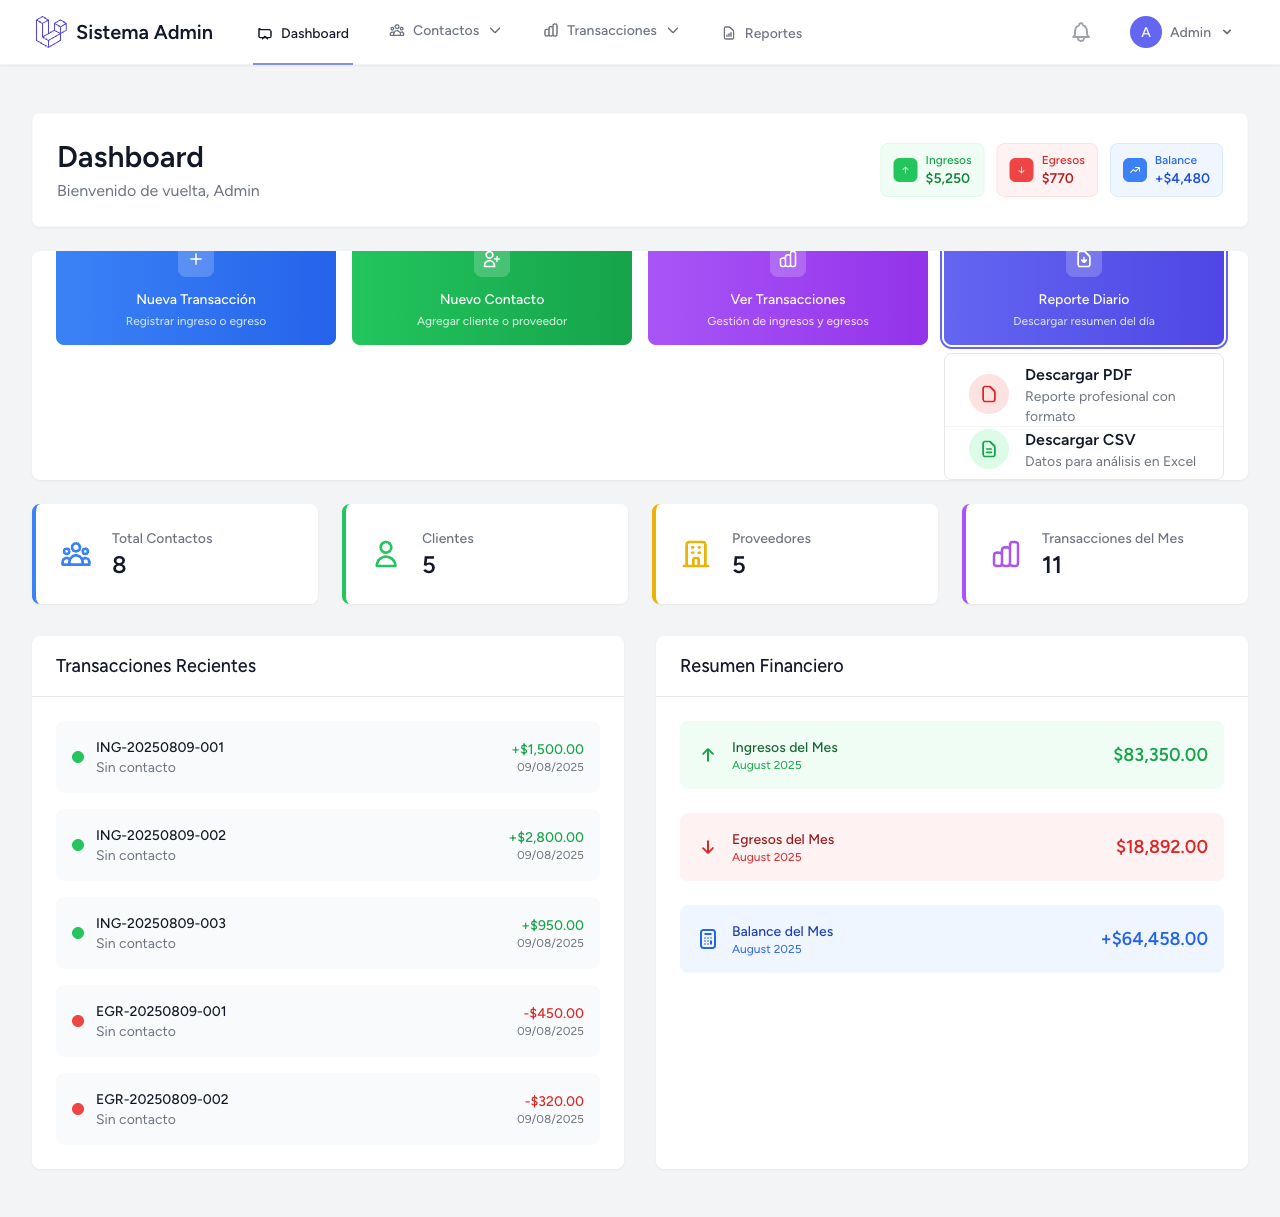 Sistema Admin
Dashboard
Contactos
Transacciones
Reportes
A
Admin
Dashboard
Bienvenido de vuelta, Admin
Ingresos
$5,250
Egresos
$770
Balance
+$4,480
Nueva Transacción
Registrar ingreso o egreso
Nuevo Contacto
Agregar cliente o proveedor
Ver Transacciones
Gestión de ingresos y egresos
Reporte Diario
Descargar resumen del día
Descargar PDF
Reporte profesional con
formato
Descargar CSV
Datos para análisis en Excel
Total Contactos
8
Clientes
5
Proveedores
5
Transacciones del Mes
11
Transacciones Recientes
ING-20250809-001
Sin contacto
+$1,500.00
09/08/2025
ING-20250809-002
Sin contacto
+$2,800.00
09/08/2025
ING-20250809-003
Sin contacto
+$950.00
09/08/2025
EGR-20250809-001
Sin contacto
-$450.00
09/08/2025
EGR-20250809-002
Sin contacto
-$320.00
09/08/2025
Resumen Financiero
Ingresos del Mes
August 2025
$83,350.00
Egresos del Mes
August 2025
$18,892.00
Balance del Mes
August 2025
+$64,458.00